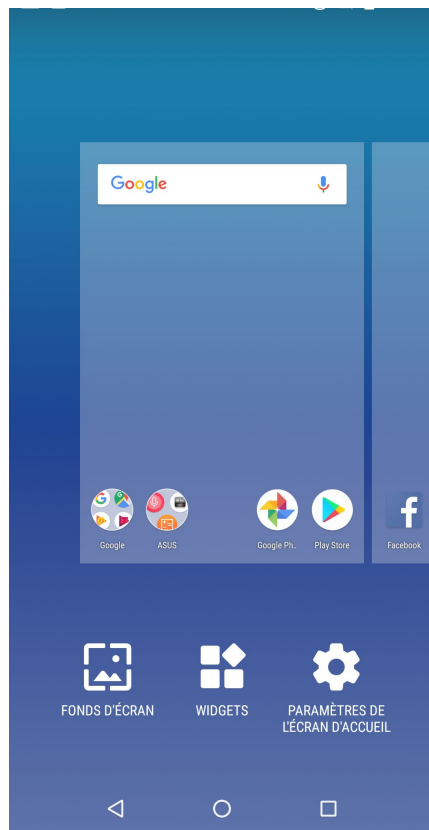 Google
Google
ASUS
Google Ph..
Play Store
Facebook
FONDS D'ÉCRAN
WIDGETS
PARAMÈTRES DE
L'ÉCRAN D'ACCUEIL